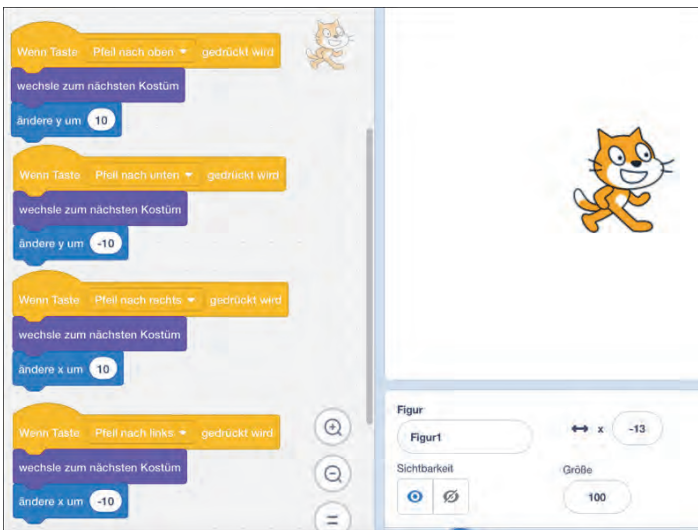 Wenn Taste Pfeil nach oben gedrückt wird
wechsle zum nächsten Kostüm
ändere y um 10
Wenn Taste Pfeil nach unten gedrückt wird
wechsle zum nächsten Kostüm
ändere y um -10
Wenn Taste Pfeil nach rechts gedrückt wird
wechsle zum nächsten Kostüm
ändere x um 10
Wenn Taste Pfeil nach links gedrückt wird
wechsle zum nächsten Kostüm
ändere x um -10
Figur
Figur1
x -13
Sichtbarkeit
Größe
100